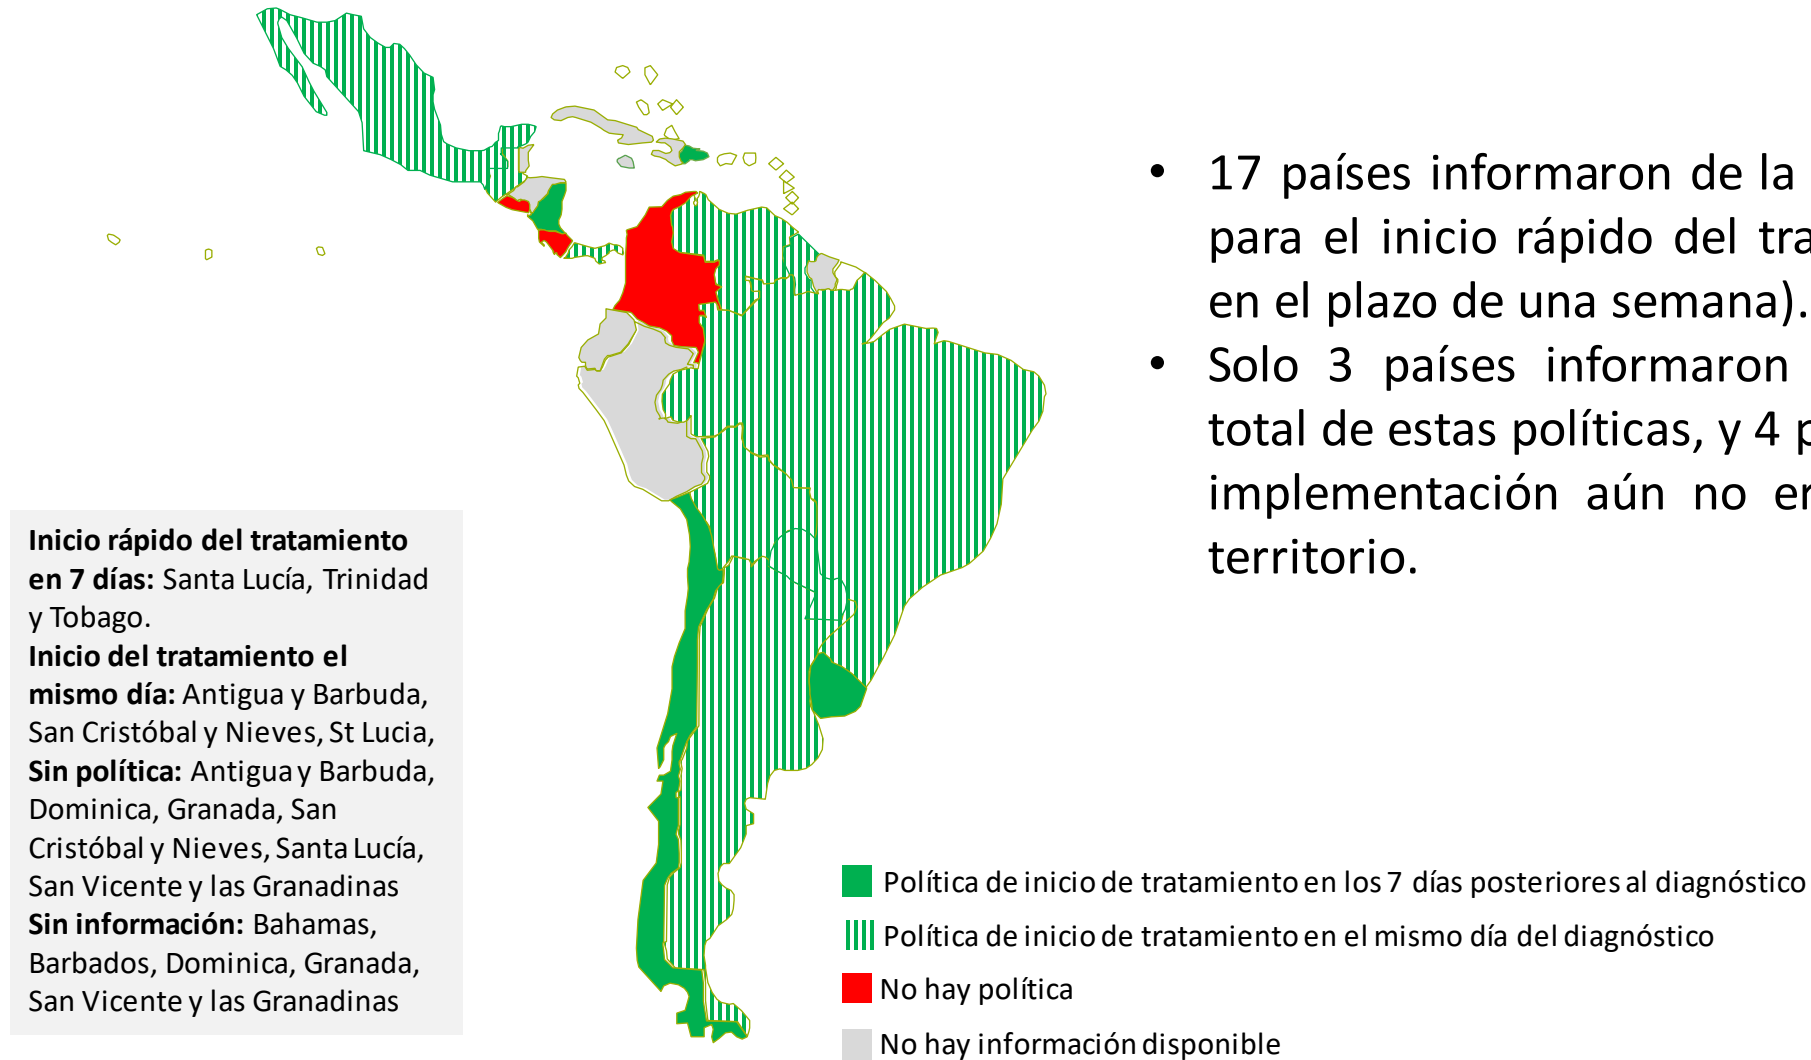 • 17 países informaron de la
para el inicio rápido del tra
en el plazo de una semana).
• Solo 3 países informaron
total de estas políticas, y 4 p
implementación aún no e
territorio.
Inicio rápido del tratamiento
en 7 días: Santa Lucía, Trinidad
y Tobago.
Inicio del tratamiento el
mismo día: Antigua y Barbuda,
San Cristóbal y Nieves, St Lucia,
Sin política: Antigua y Barbuda,
Dominica, Granada, San
Cristóbal y Nieves, Santa Lucía,
San Vicente y las Granadinas
Sin información: Bahamas,
Barbados, Dominica, Granada,
San Vicente y las Granadinas
Política de inicio de tratamiento en los 7 días posteriores al diagnóstico
Política de inicio de tratamiento en el mismo día del diagnóstico
No hay política
No hay información disponible